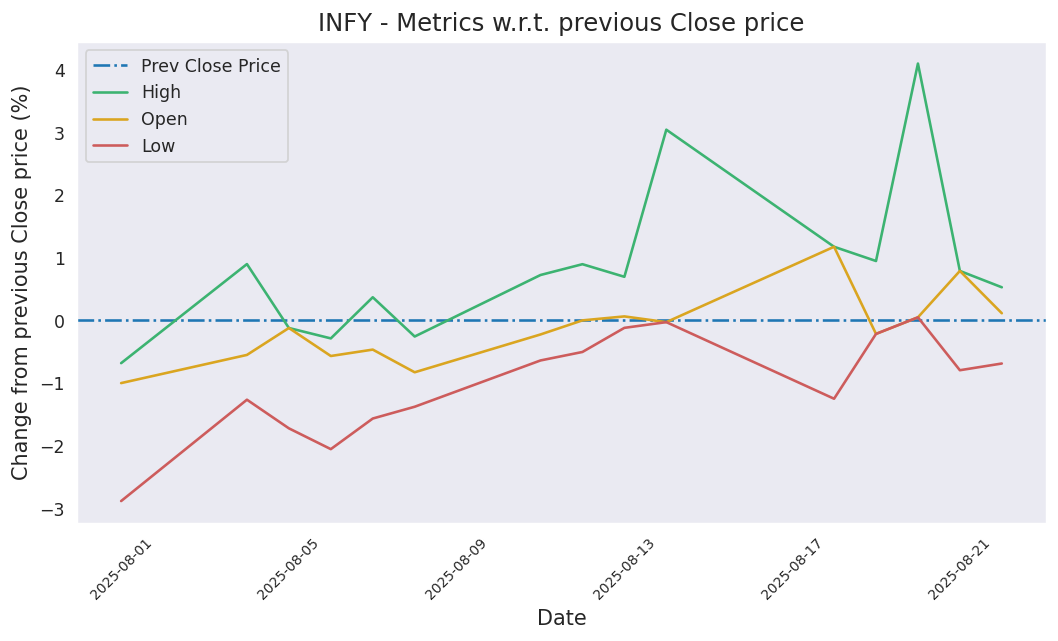 INFY - Metrics w.r.t. previous Close price
Change from previous Close price (%)
4
3
2
1
0
−1
−2
−3
Prev Close Price
High
Open
Low
2025-08-01
2025-08-05
2025-08-09
2025-08-13
2025-08-17
2025-08-21
Date